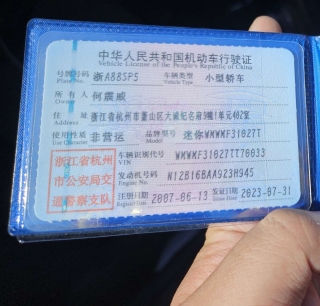 中华人民共和国机动车行驶证
Vehicle License of the People's Republic of China
号牌号码 浙A88SP5 车辆类型 小型轿车
Plate No. Vehicle Type
所有人 何震威
Owner
住址 浙江省杭州市萧山区大诚纪名府9幢1单元402室
Address
使用性质 非营运 品牌型号 迷你WMWMF31027T
Use Character Model
浙江省杭州市公安局交通警察支队
车辆识别代号 WMWMF31027TT70033
VIN
发动机号码 N12B16BAA923H945
Engine No.
注册日期 2007-06-13 发证日期 2023-07-31
Register Date Issue Date